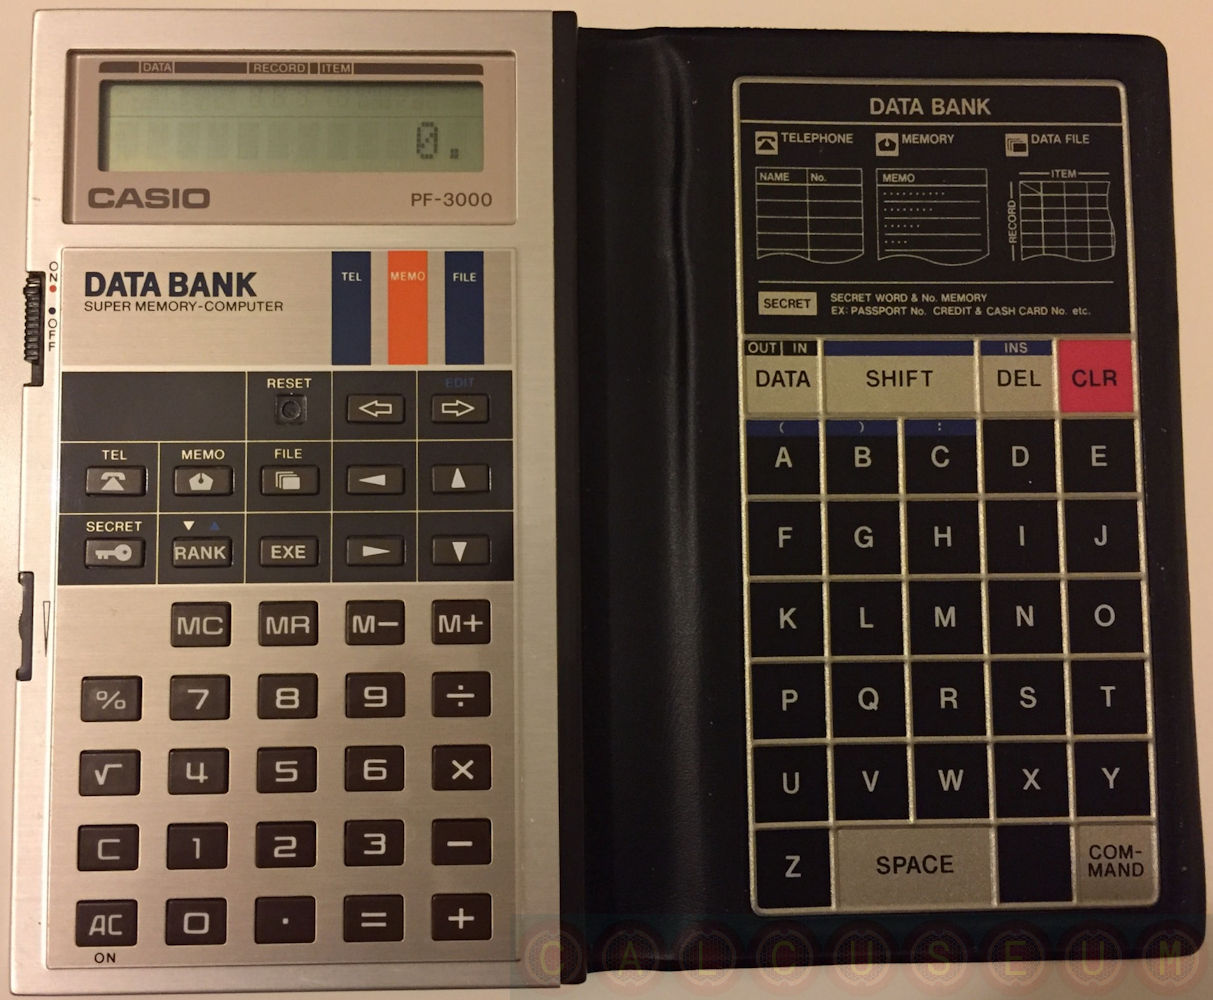 DATA RECORD ITEM
0.
CASIO PF-3000
ON OFF
DATA BANK
SUPER MEMORY-COMPUTER
TEL MEMO FILE
RESET EDIT
TEL MEMO FILE
SECRET
RANK EXE
MC MR M− M+
% 7 8 9 ÷
√ 4 5 6 ×
C 1 2 3 −
AC 0 · = +
ON
DATA BANK
TELEPHONE MEMORY DATA FILE
NAME No. MEMO ITEM
RECORD
SECRET SECRET WORD & No. MEMORY
EX: PASSPORT No. CREDIT & CASH CARD No. etc.
OUT IN INS
DATA SHIFT DEL CLR
( ) :
A B C D E
F G H I J
K L M N O
P Q R S T
U V W X Y
Z SPACE COM-
MAND
CALCUSEUM